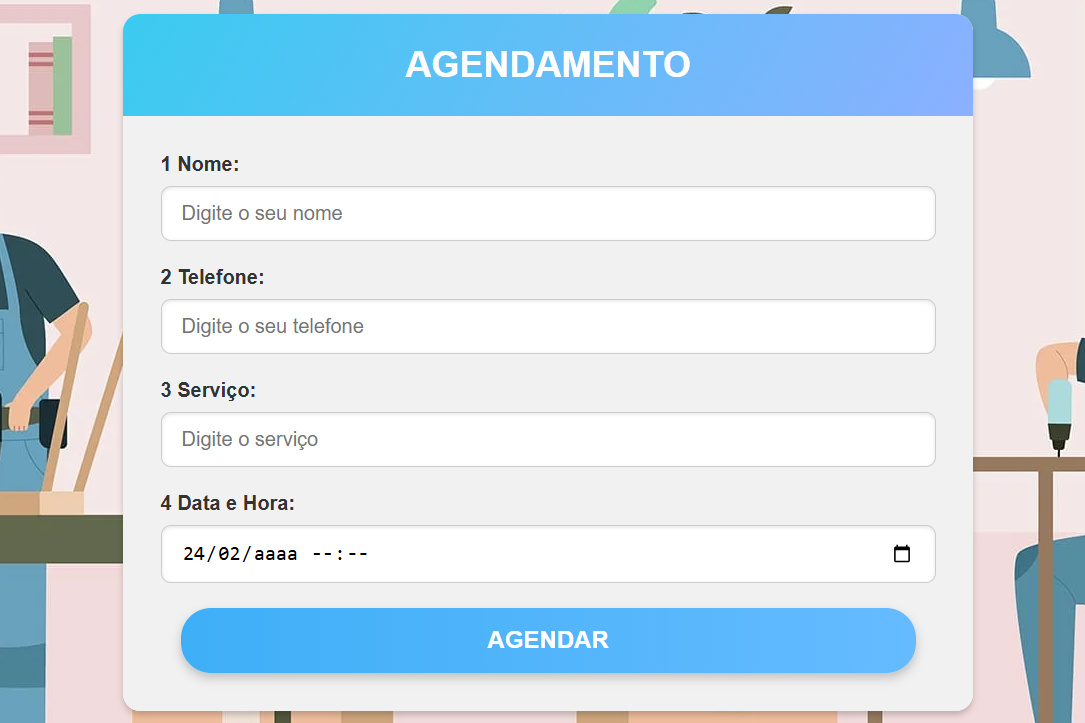 AGENDAMENTO
1 Nome:
Digite o seu nome
2 Telefone:
Digite o seu telefone
3 Serviço:
Digite o serviço
4 Data e Hora:
24/02/aaaa --:--
AGENDAR